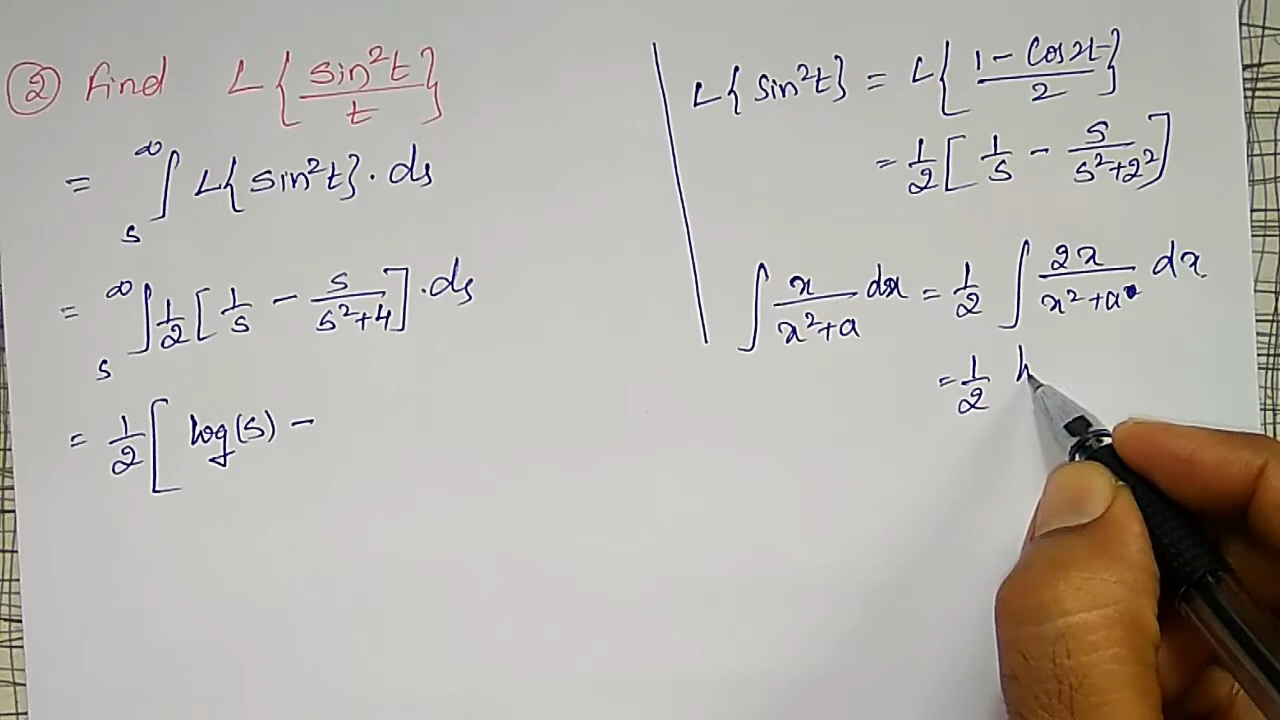 ② Find L{sin²t/t}
= ∞∫s L{sin²t}. ds
= ∞∫s 1/2[1/s - s/s²+4]. ds
= 1/2[log(s) -
L{sin²t} = L{1 - Cos2t/2}
= 1/2[1/s - s/s²+2²]
∫ x/x²+a dx = 1/2 ∫ 2x/x²+a dx
= 1/2